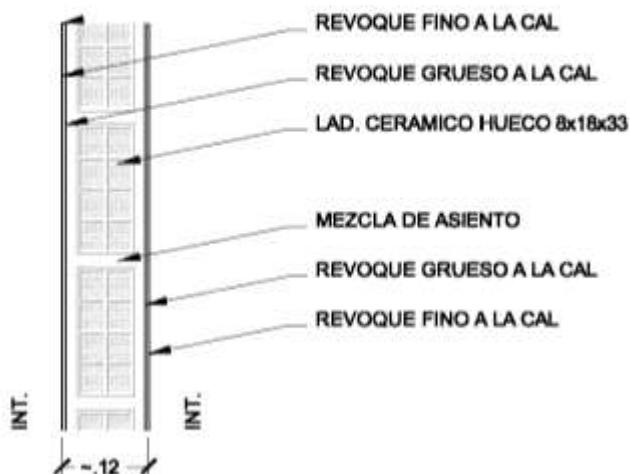 REVOQUE FINO A LA CAL
REVOQUE GRUESO A LA CAL
LAD. CERAMICO HUECO 8x18x33
MEZCLA DE ASIENTO
REVOQUE GRUESO A LA CAL
REVOQUE FINO A LA CAL
INT.
INT.
~.12